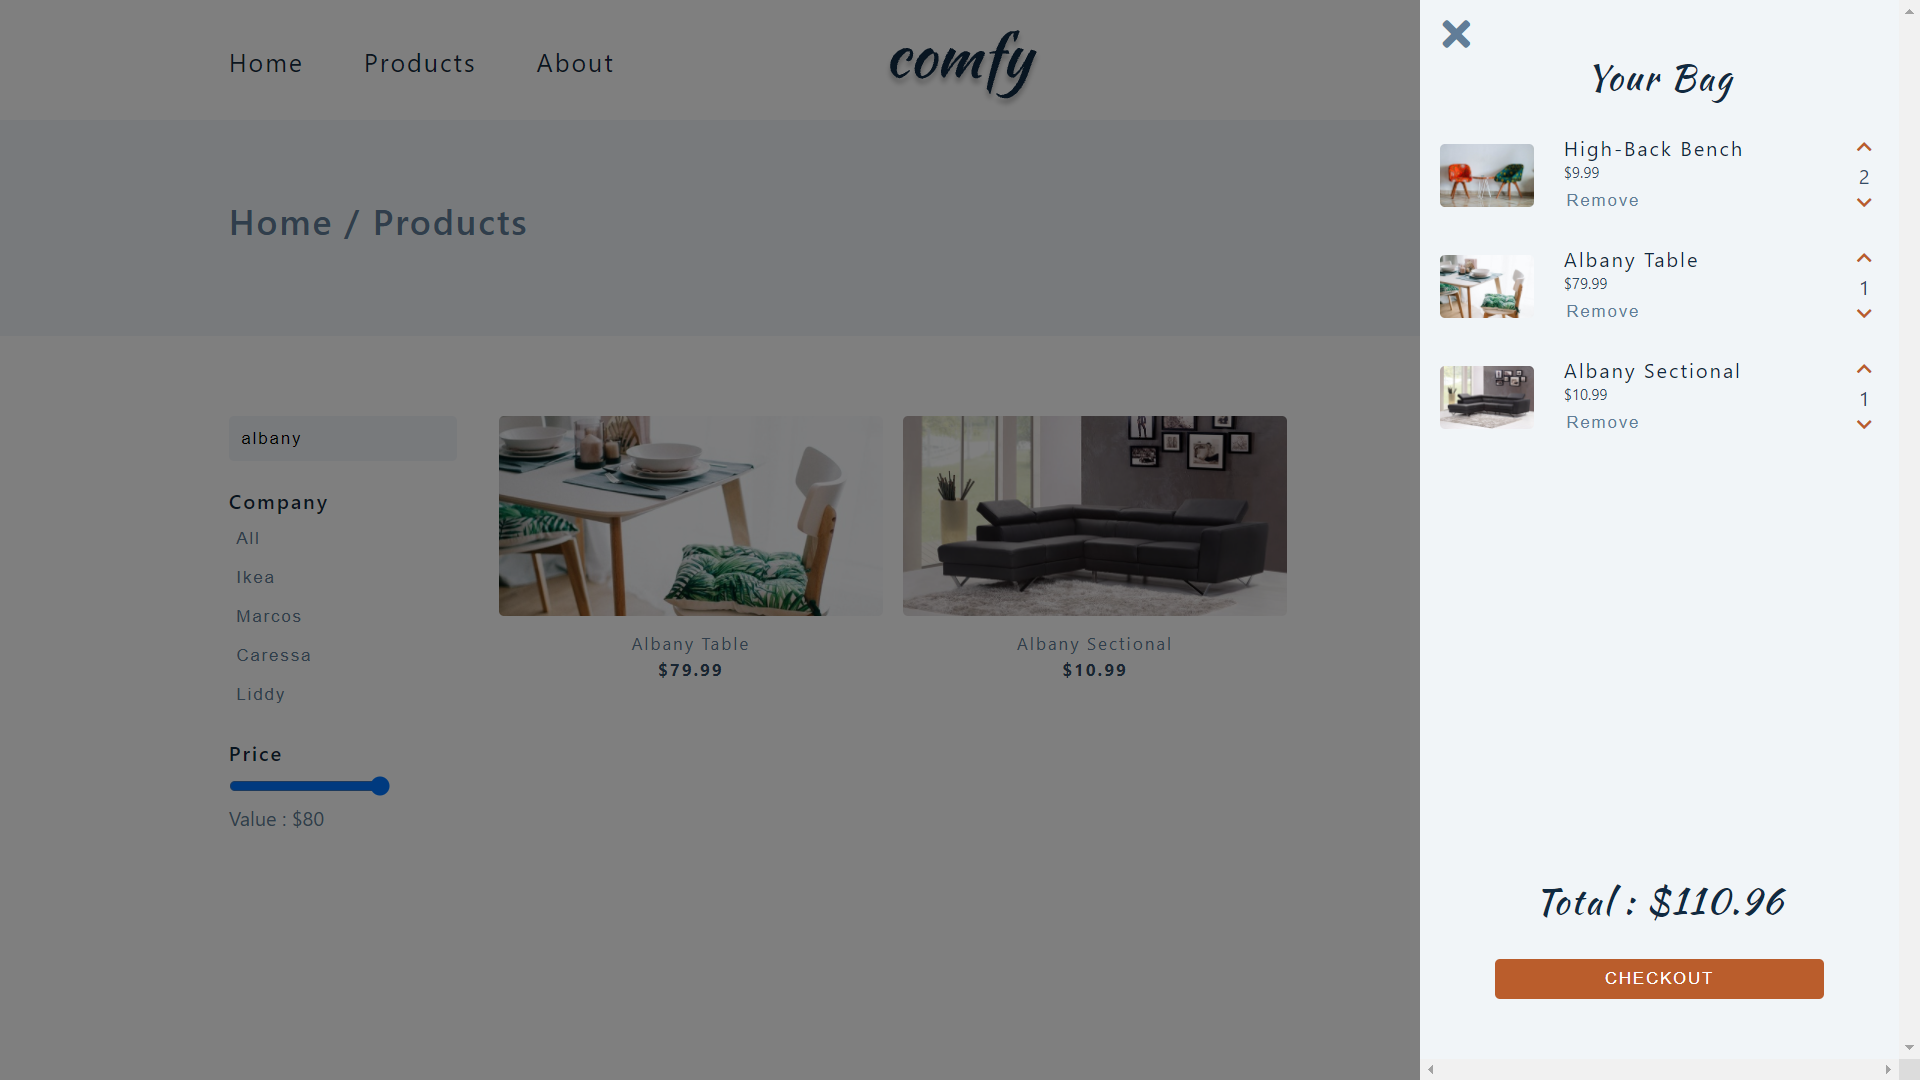 Home
Products
About
comfy
Home / Products
albany
Company
All
Ikea
Marcos
Caressa
Liddy
Price
Value : $80
Albany Table
$79.99
Albany Sectional
$10.99
Your Bag
High-Back Bench
$9.99
Remove
2
Albany Table
$79.99
Remove
1
Albany Sectional
$10.99
Remove
1
Total : $110.96
CHECKOUT